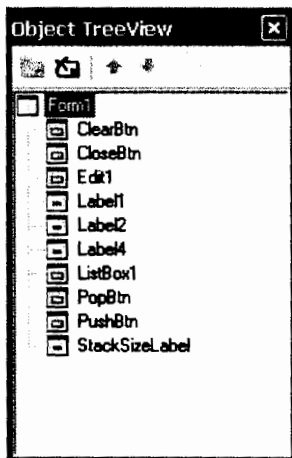 Object TreeView
Form1
ClearBtn
CloseBtn
Edit1
Label1
Label2
Label4
ListBox1
PopBtn
PushBtn
StackSizeLabel